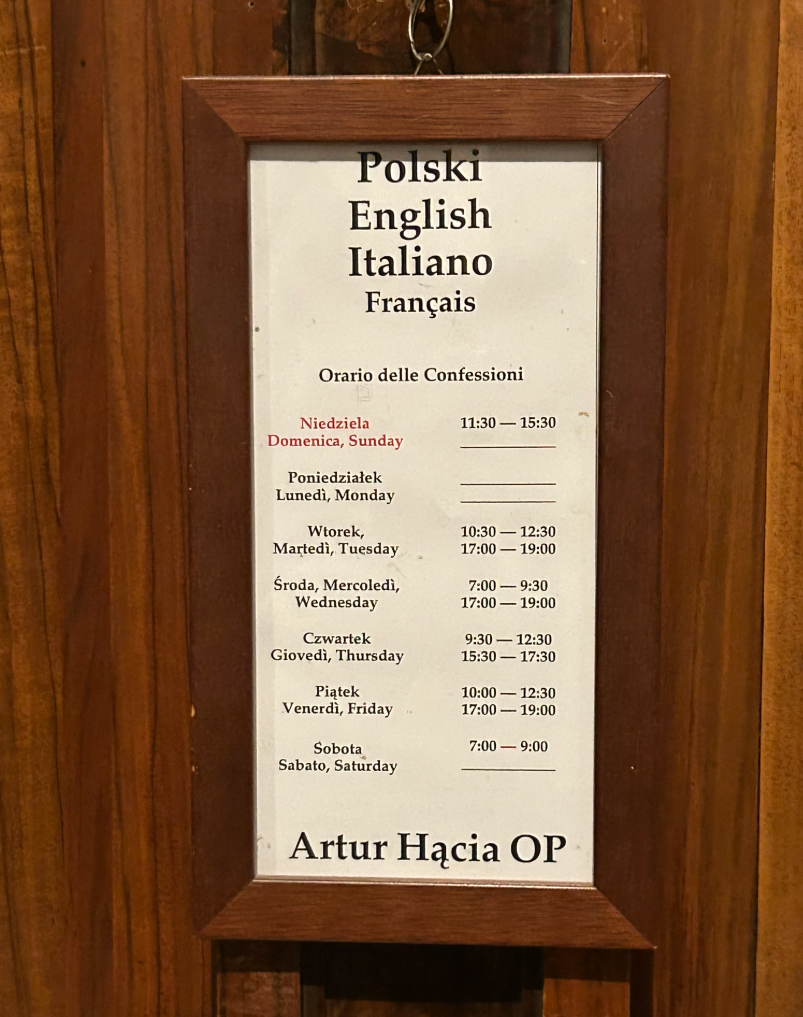 Polski
English
Italiano
Français
Orario delle Confessioni
Niedziela 11:30 — 15:30
Domenica, Sunday
Poniedziałek
Lunedì, Monday
Wtorek, 10:30 — 12:30
Martedì, Tuesday 17:00 — 19:00
Środa, Mercoledì, 7:00 — 9:30
Wednesday 17:00 — 19:00
Czwartek 9:30 — 12:30
Giovedì, Thursday 15:30 — 17:30
Piątek 10:00 — 12:30
Venerdì, Friday 17:00 — 19:00
Sobota 7:00 — 9:00
Sabato, Saturday
Artur Hącia OP